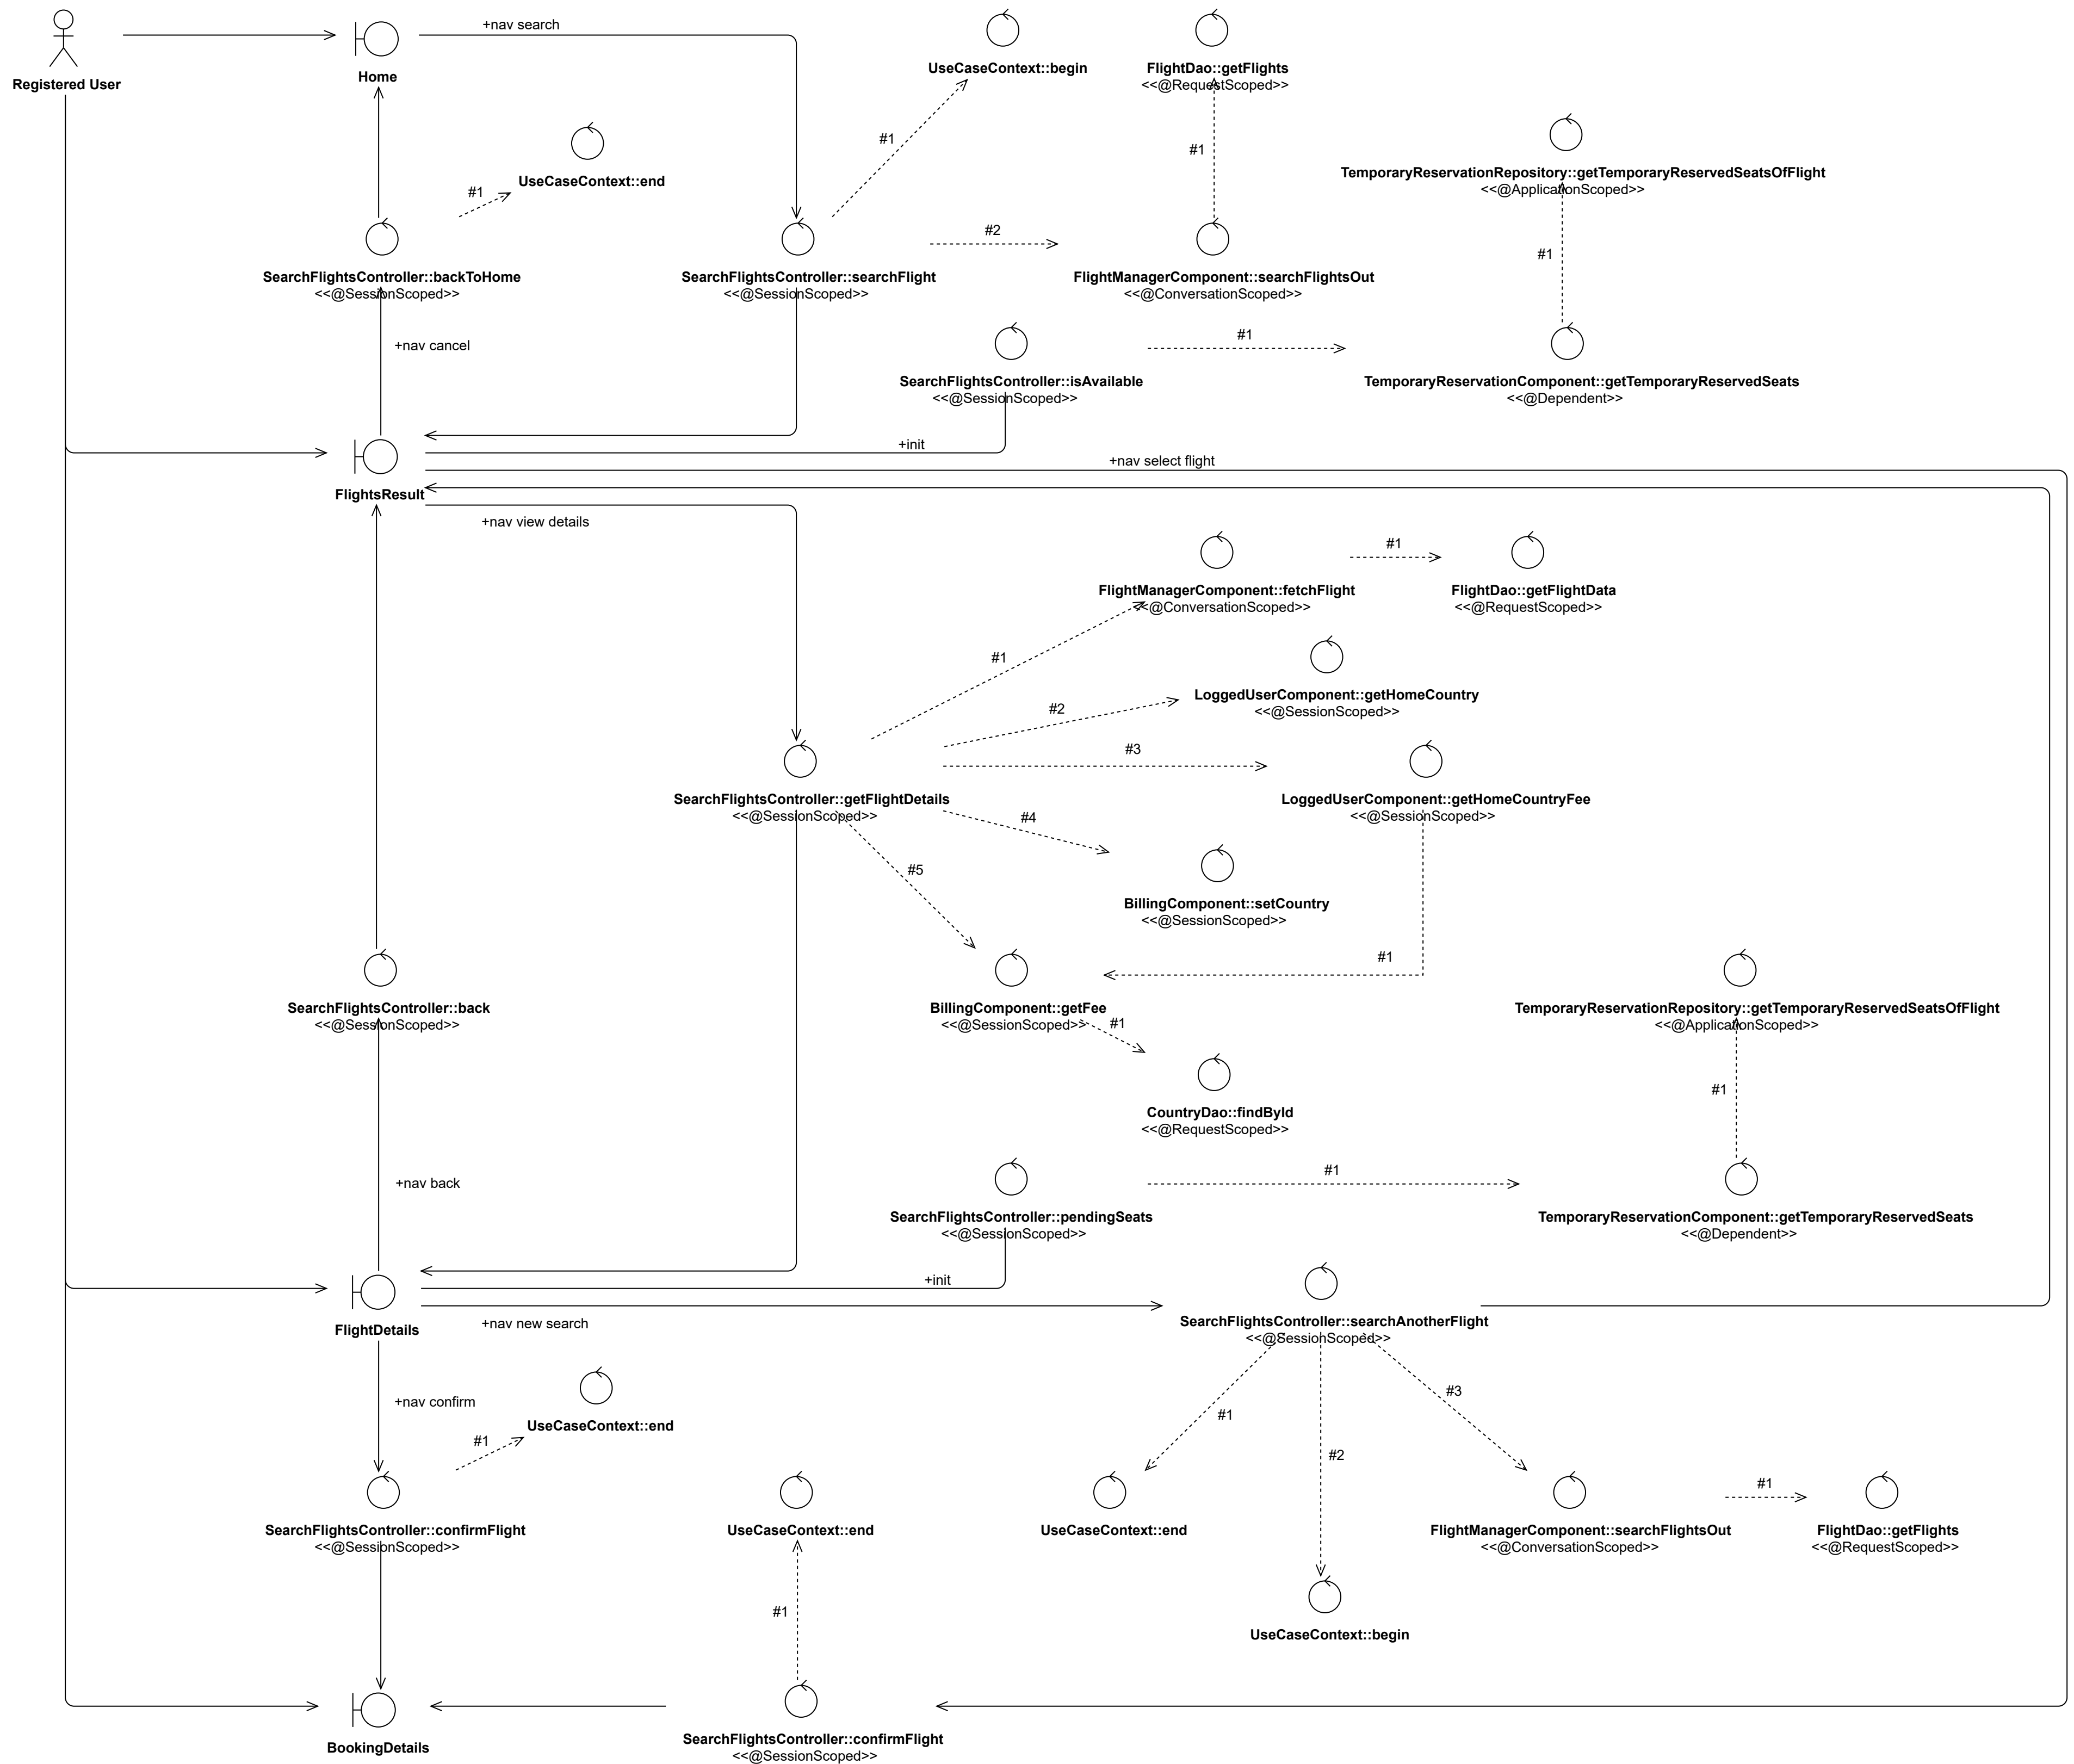 +nav search
Registered User
Home
UseCaseContext::begin
FlightDao::getFlights
<<@RequestScoped>>
#1
#1
TemporaryReservationRepository::getTemporaryReservedSeatsOfFlight
<<@ApplicationScoped>>
UseCaseContext::end
#1
#2
#1
SearchFlightsController::backToHome
<<@SessionScoped>>
SearchFlightsController::searchFlight
<<@SessionScoped>>
FlightManagerComponent::searchFlightsOut
<<@ConversationScoped>>
+nav cancel
#1
SearchFlightsController::isAvailable
<<@SessionScoped>>
TemporaryReservationComponent::getTemporaryReservedSeats
<<@Dependent>>
+init
+nav select flight
FlightsResult
+nav view details
#1
FlightManagerComponent::fetchFlight
<<@ConversationScoped>>
FlightDao::getFlightData
<<@RequestScoped>>
#1
LoggedUserComponent::getHomeCountry
<<@SessionScoped>>
#2
#3
SearchFlightsController::getFlightDetails
<<@SessionScoped>>
LoggedUserComponent::getHomeCountryFee
<<@SessionScoped>>
#4
#5
BillingComponent::setCountry
<<@SessionScoped>>
#1
SearchFlightsController::back
<<@SessionScoped>>
BillingComponent::getFee
<<@SessionScoped>>
#1
TemporaryReservationRepository::getTemporaryReservedSeatsOfFlight
<<@ApplicationScoped>>
#1
CountryDao::findById
<<@RequestScoped>>
+nav back
#1
SearchFlightsController::pendingSeats
<<@SessionScoped>>
TemporaryReservationComponent::getTemporaryReservedSeats
<<@Dependent>>
+init
FlightDetails
+nav new search
SearchFlightsController::searchAnotherFlight
<<@SessionScoped>>
+nav confirm
UseCaseContext::end
#1
#1
#2
#3
#1
SearchFlightsController::confirmFlight
<<@SessionScoped>>
UseCaseContext::end
UseCaseContext::end
FlightManagerComponent::searchFlightsOut
<<@ConversationScoped>>
FlightDao::getFlights
<<@RequestScoped>>
#1
UseCaseContext::begin
BookingDetails
SearchFlightsController::confirmFlight
<<@SessionScoped>>